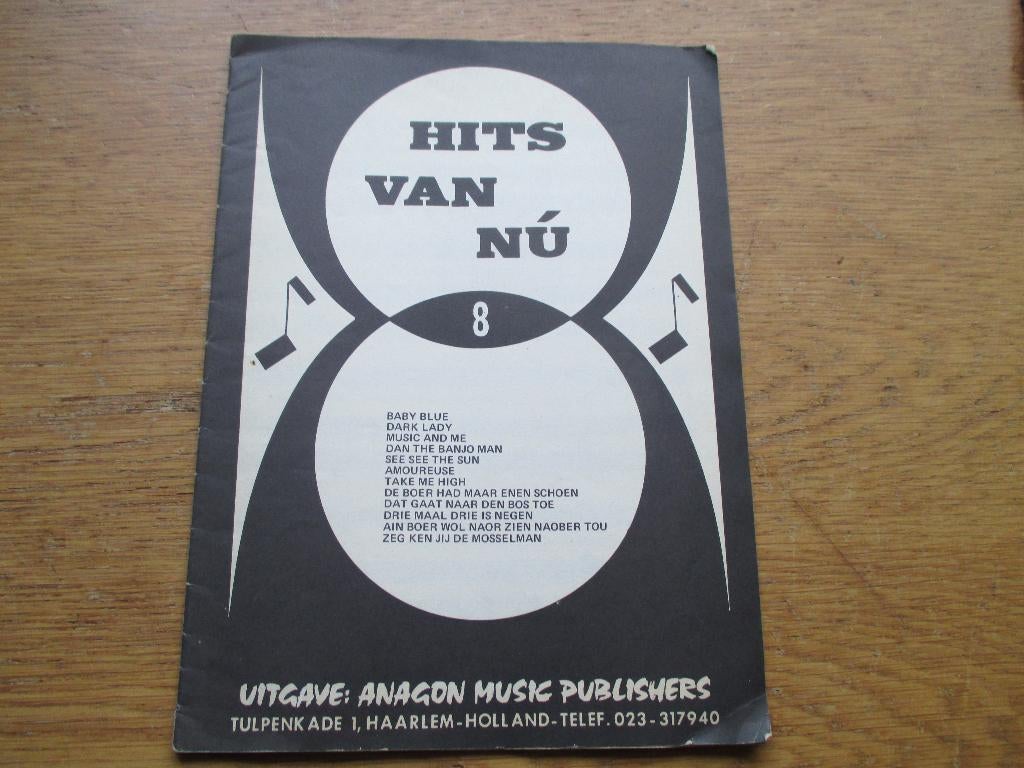 HITS
VAN
NÚ
8
BABY BLUE
DARK LADY
MUSIC AND ME
DAN THE BANJO MAN
SEE SEE THE SUN
AMOUREUSE
TAKE ME HIGH
DE BOER HAD MAAR ENEN SCHOEN
DAT GAAT NAAR DEN BOS TOE
DRIE MAAL DRIE IS NEGEN
AIN BOER WOL NAOR ZIEN NAOBER TOU
ZEG KEN JIJ DE MOSSELMAN
UITGAVE: ANAGON MUSIC PUBLISHERS
TULPENKADE 1, HAARLEM-HOLLAND-TELEF. 023-317940